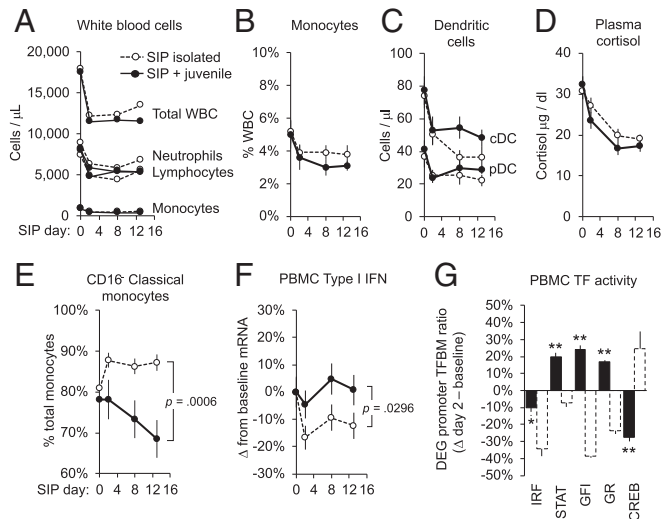 A White blood cells
20,000
15,000
10,000
5,000
0
Cells / µL
SIP isolated
SIP + juvenile
Total WBC
Neutrophils
Lymphocytes
Monocytes
SIP day: 0 4 8 12 16
B Monocytes
10%
8%
6%
4%
2%
0%
% WBC
0 4 8 12 16
C Dendritic
cells
100
80
60
40
20
0
Cells / µl
cDC
pDC
0 4 8 12 16
D Plasma
cortisol
40
30
20
10
0
Cortisol µg / dl
0 4 8 12 16
E CD16- Classical
monocytes
100%
90%
80%
70%
60%
% total monocytes
p = .0006
SIP day: 0 4 8 12 16
F PBMC Type I IFN
30%
20%
10%
0%
-10%
-20%
-30%
Δ from baseline mRNA
p = .0296
0 4 8 12 16
G PBMC TF activity
50%
40%
30%
20%
10%
0%
-10%
-20%
-30%
-40%
-50%
DEG promoter TFBM ratio
(Δ day 2 – baseline)
*
**
**
**
**
IRF
STAT
GFI
GR
CREB